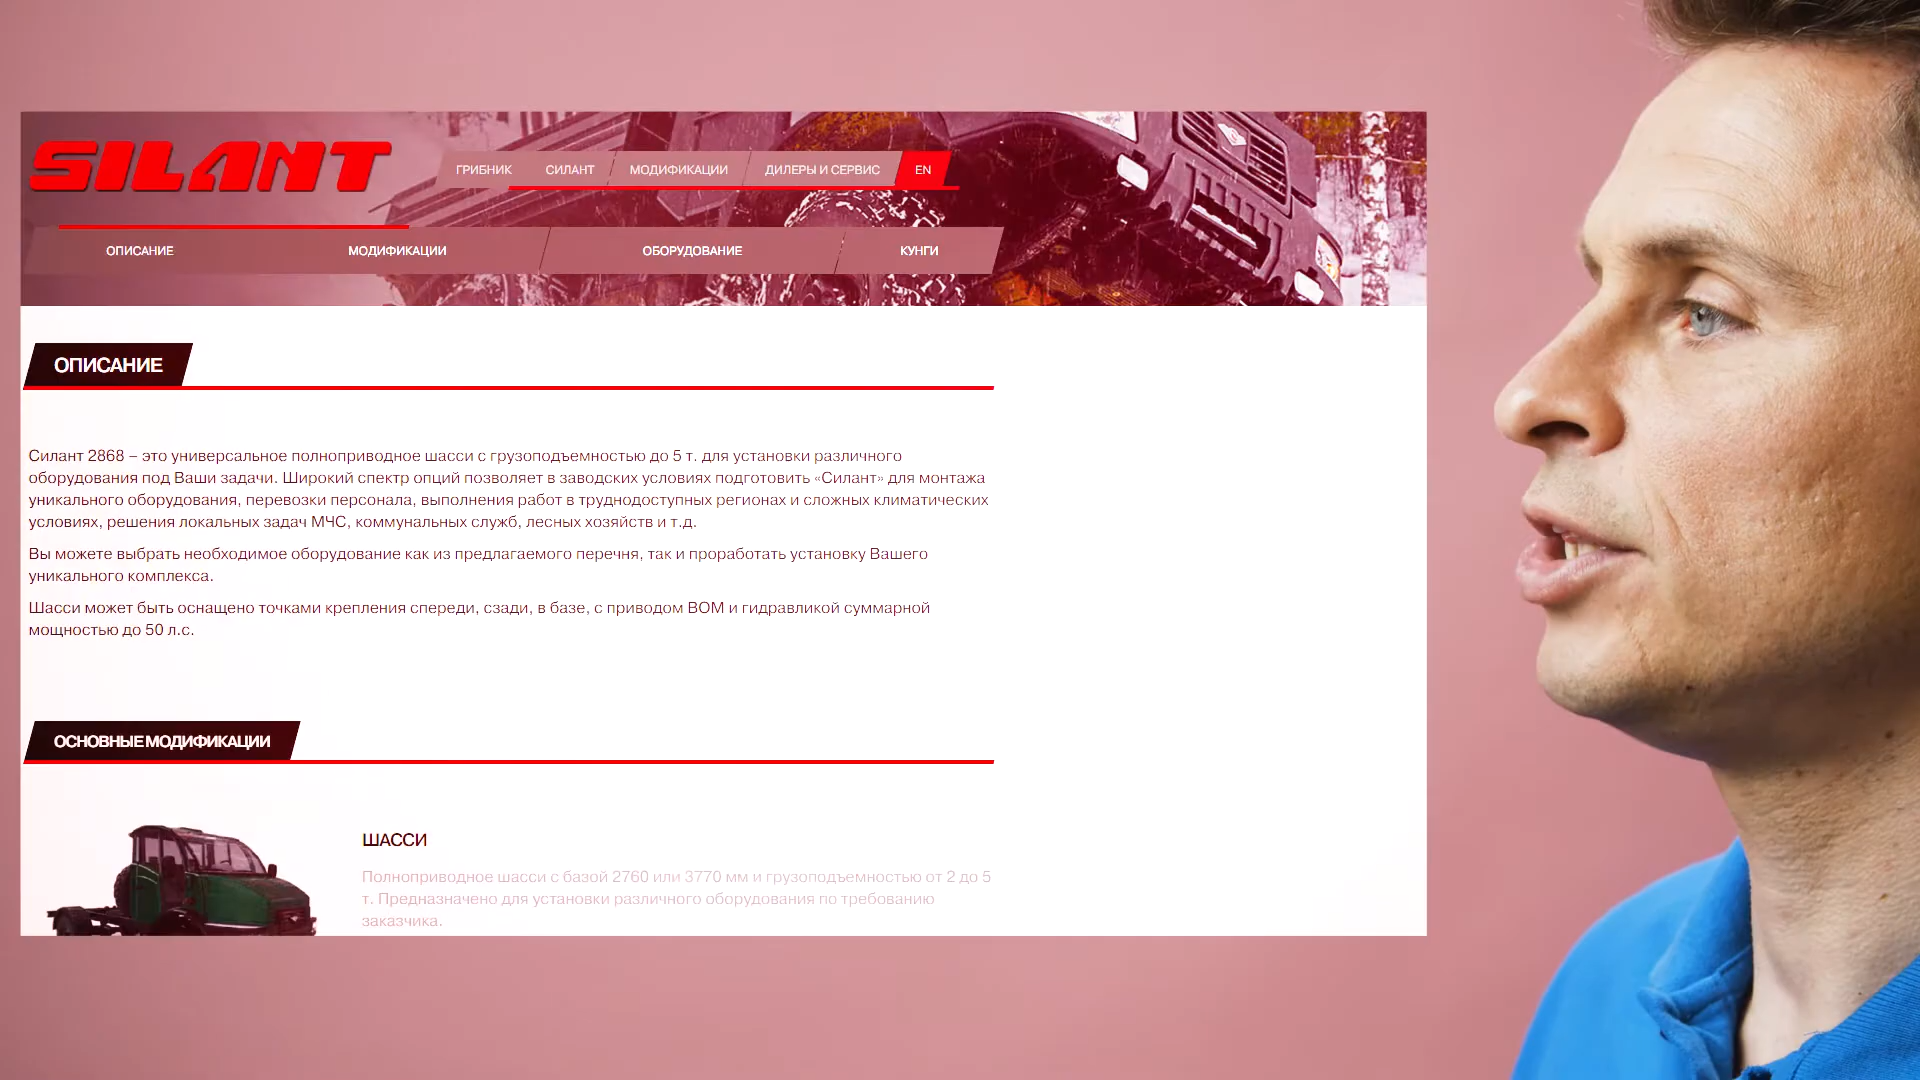 SILANT
ГРИБНИК СИЛАНТ МОДИФИКАЦИИ ДИЛЕРЫ И СЕРВИС EN
ОПИСАНИЕ МОДИФИКАЦИИ ОБОРУДОВАНИЕ КУНГИ
ОПИСАНИЕ
Силант 2868 – это универсальное полноприводное шасси с грузоподъемностью до 5 т. для установки различного
оборудования под Ваши задачи. Широкий спектр опций позволяет в заводских условиях подготовить «Силант» для монтажа
уникального оборудования, перевозки персонала, выполнения работ в труднодоступных регионах и сложных климатических
условиях, решения локальных задач МЧС, коммунальных служб, лесных хозяйств и т.д.
Вы можете выбрать необходимое оборудование как из предлагаемого перечня, так и проработать установку Вашего
уникального комплекса.
Шасси может быть оснащено точками крепления спереди, сзади, в базе, с приводом ВОМ и гидравликой суммарной
мощностью до 50 л.с.
ОСНОВНЫЕ МОДИФИКАЦИИ
ШАССИ
Полноприводное шасси с базой 2760 или 3770 мм и грузоподъемностью от 2 до 5
т. Предназначено для установки различного оборудования по требованию
заказчика.